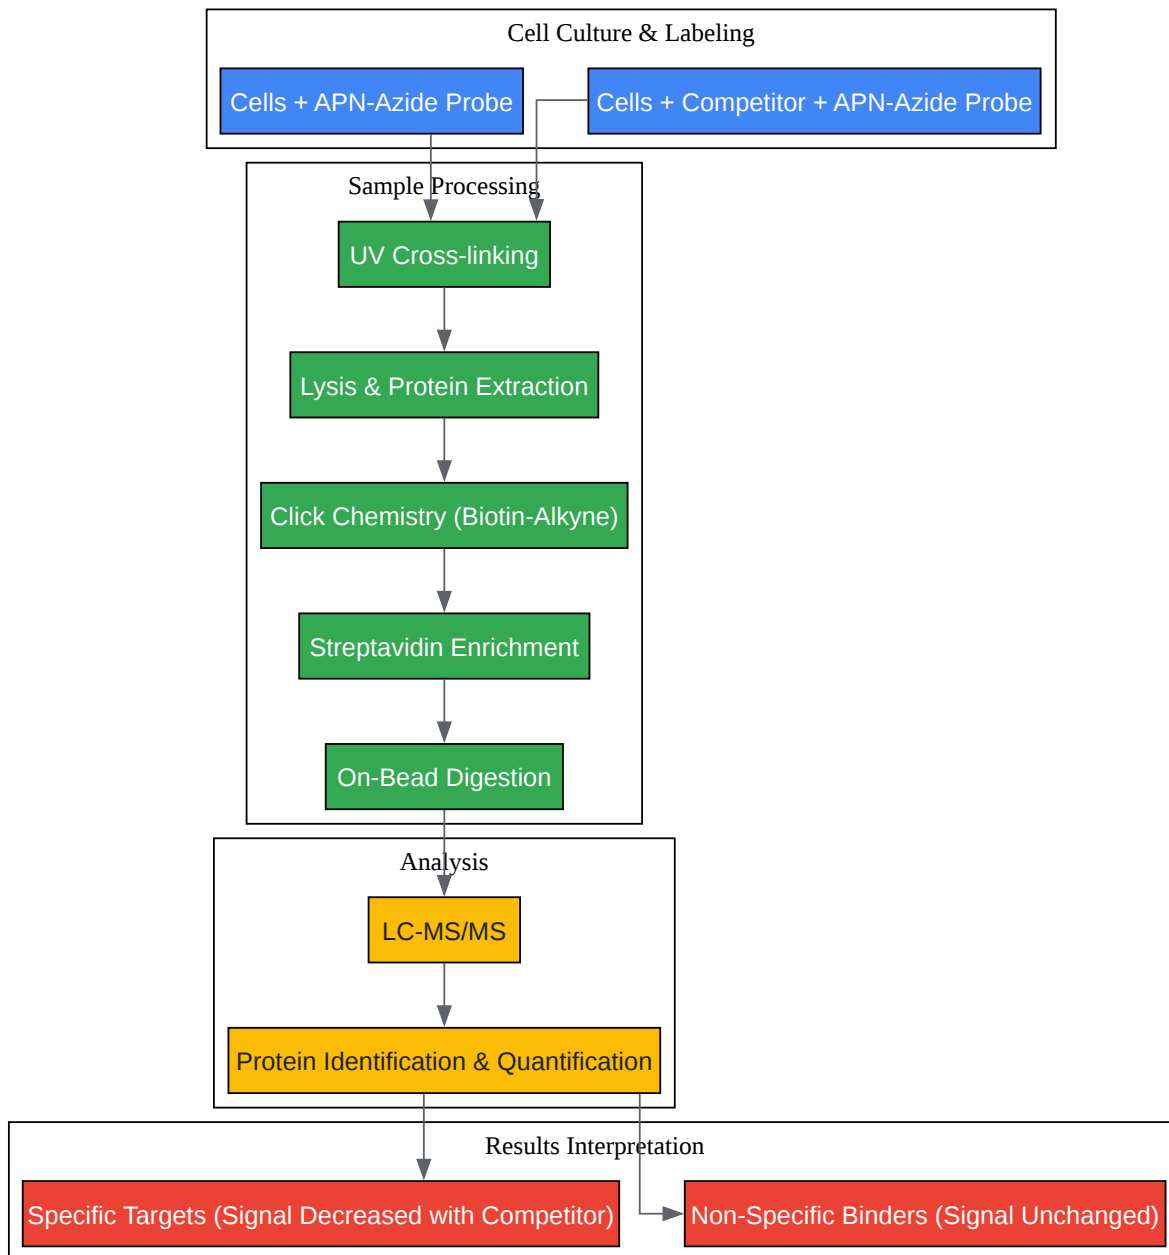 Cell Culture & Labeling
Cells + APN-Azide Probe
Cells + Competitor + APN-Azide Probe
Sample Processing
UV Cross-linking
Lysis & Protein Extraction
Click Chemistry (Biotin-Alkyne)
Streptavidin Enrichment
On-Bead Digestion
Analysis
LC-MS/MS
Protein Identification & Quantification
Results Interpretation
Specific Targets (Signal Decreased with Competitor)
Non-Specific Binders (Signal Unchanged)